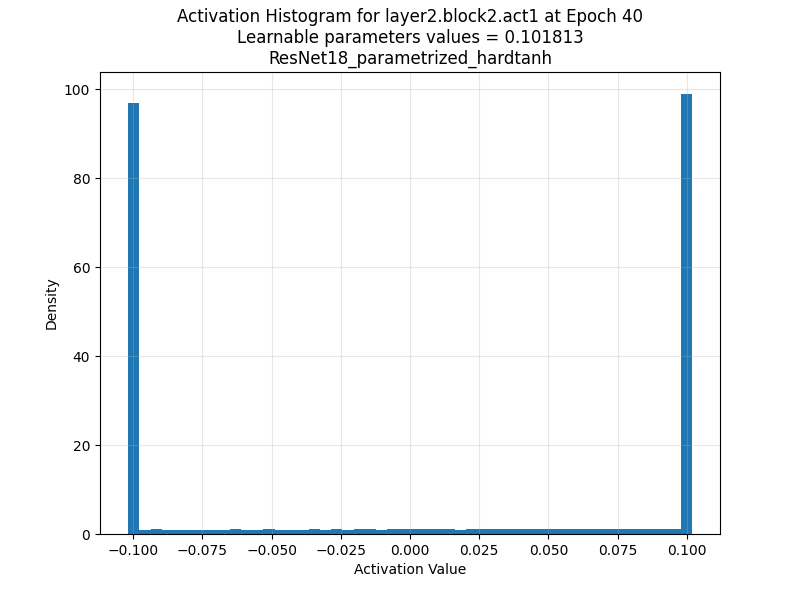 Activation Histogram for layer2.block2.act1 at Epoch 40
Learnable parameters values = 0.101813
ResNet18_parametrized_hardtanh
100
80
60
40
20
0
Density
−0.100 −0.075 −0.050 −0.025 0.000 0.025 0.050 0.075 0.100
Activation Value